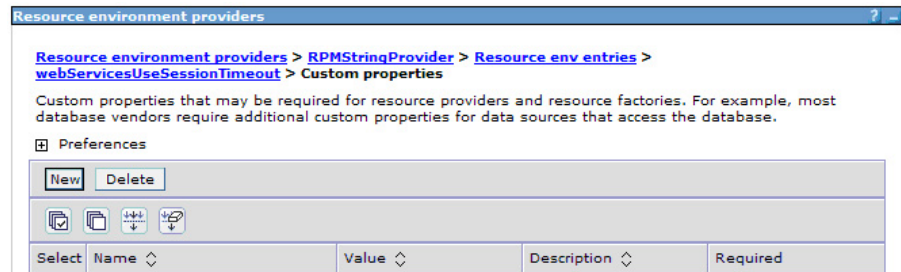 Resource environment providers ? –
Resource environment providers > RPMStringProvider > Resource env entries >
webServicesUseSessionTimeout > Custom properties
Custom properties that may be required for resource providers and resource factories. For example, most
database vendors require additional custom properties for data sources that access the database.
Preferences
New Delete
Select Name Value Description Required